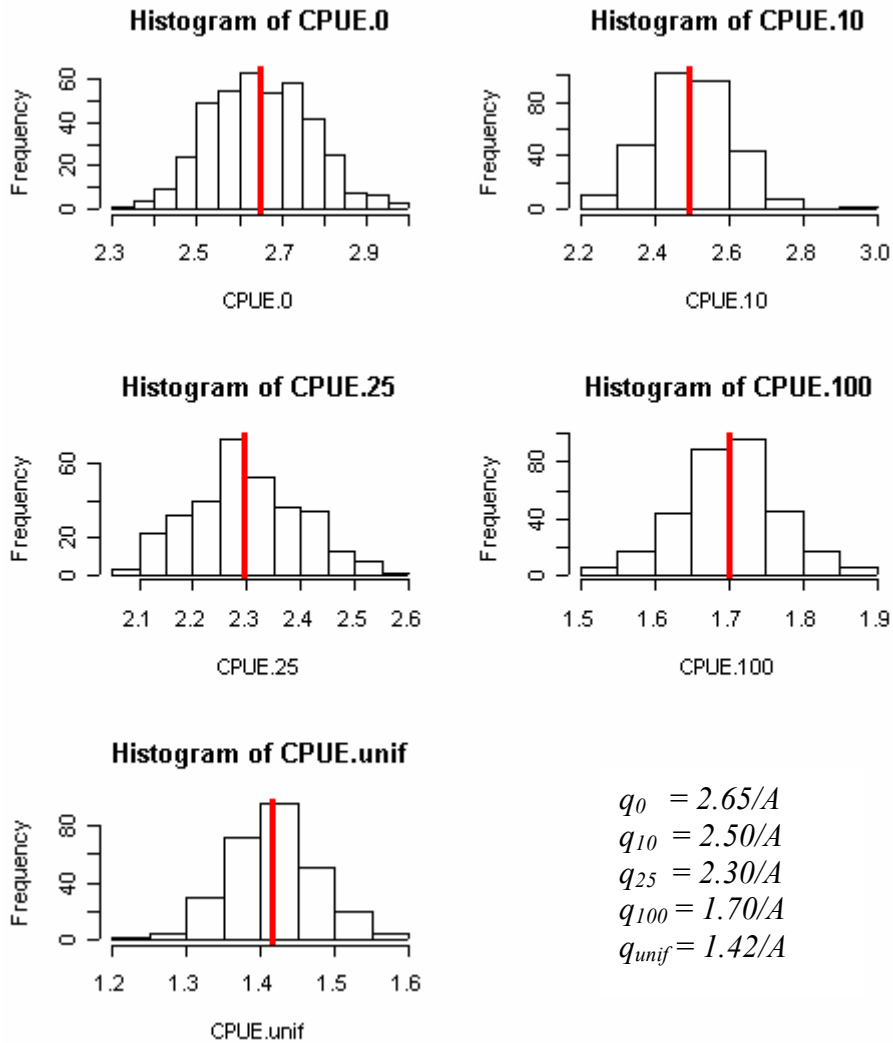 Histogram of CPUE.0
Frequency
0 20 40 60
2.3 2.5 2.7 2.9
CPUE.0
Histogram of CPUE.10
Frequency
0 40 80
2.2 2.4 2.6 2.8 3.0
CPUE.10
Histogram of CPUE.25
Frequency
0 20 60
2.1 2.2 2.3 2.4 2.5 2.6
CPUE.25
Histogram of CPUE.100
Frequency
0 40 80
1.5 1.6 1.7 1.8 1.9
CPUE.100
Histogram of CPUE.unif
Frequency
0 40 80
1.2 1.3 1.4 1.5 1.6
CPUE.unif
q0 = 2.65/A
q10 = 2.50/A
q25 = 2.30/A
q100 = 1.70/A
qunif = 1.42/A